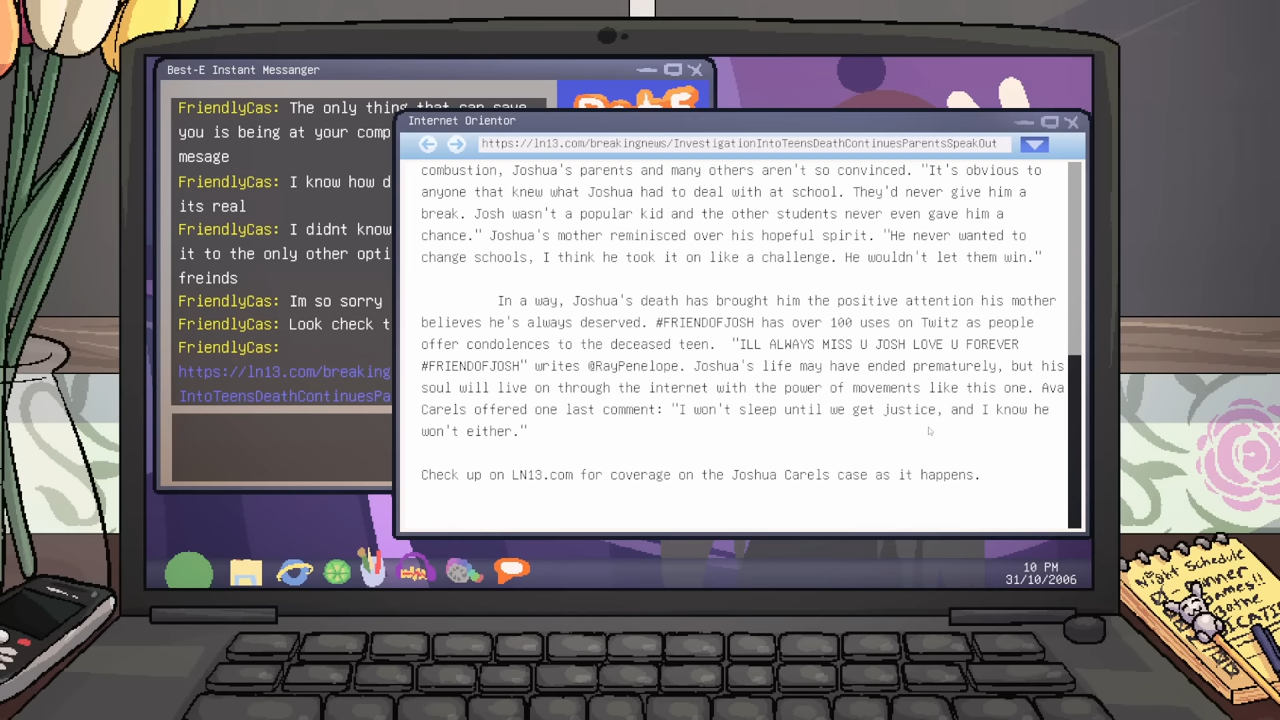 Best-E Instant Messanger
FriendlyCas: The only thing that can save
you is being at your comp
mesage
FriendlyCas: I know how d
its real
FriendlyCas: I didnt know
it to the only other opti
freinds
FriendlyCas: Im so sorry
FriendlyCas: Look check t
FriendlyCas:
https://ln13.com/breaking
IntoTeensDeathContinuesPa
Internet Orientor
https://ln13.com/breakingnews/InvestigationIntoTeensDeathContinuesParentsSpeakOut
combustion, Joshua's parents and many others aren't so convinced. "It's obvious to
anyone that knew what Joshua had to deal with at school. They'd never give him a
break. Josh wasn't a popular kid and the other students never even gave him a
chance." Joshua's mother reminisced over his hopeful spirit. "He never wanted to
change schools, I think he took it on like a challenge. He wouldn't let them win."
In a way, Joshua's death has brought him the positive attention his mother
believes he's always deserved. #FRIENDOFJOSH has over 100 uses on Twitz as people
offer condolences to the deceased teen. "ILL ALWAYS MISS U JOSH LOVE U FOREVER
#FRIENDOFJOSH" writes @RayPenelope. Joshua's life may have ended prematurely, but his
soul will live on through the internet with the power of movements like this one. Ava
Carels offered one last comment: "I won't sleep until we get justice, and I know he
won't either."
Check up on LN13.com for coverage on the Joshua Carels case as it happens.
10 PM
31/10/2006
Night Schedule
Dinner
Games!!